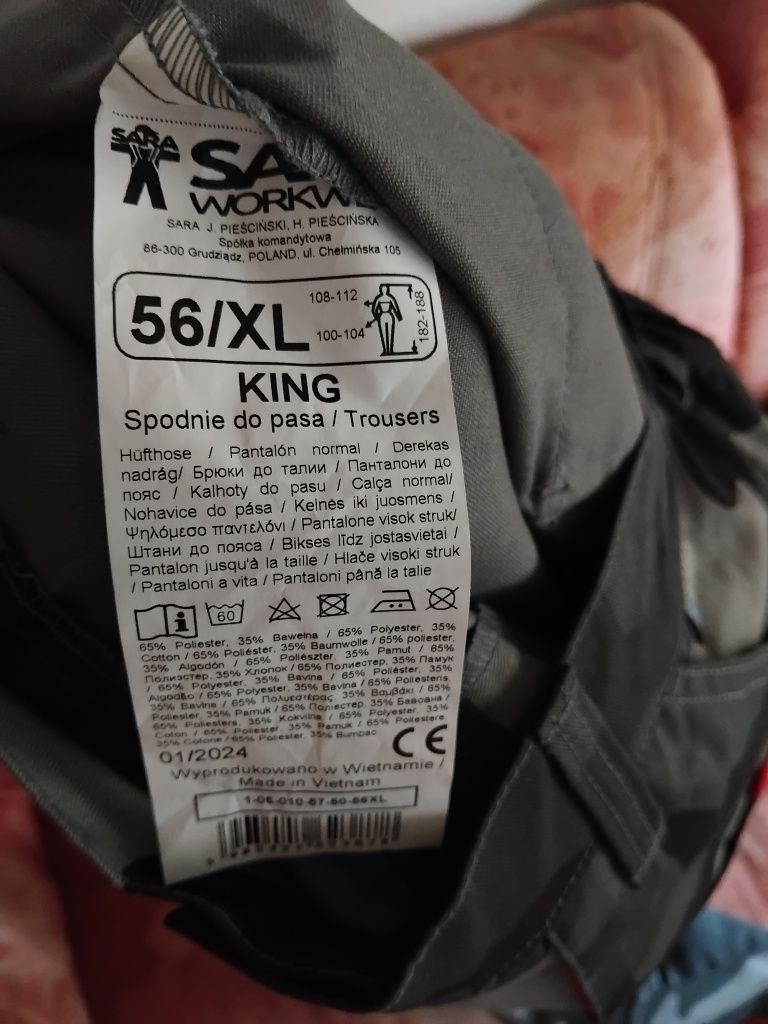 SARA
SA
WORKWE
SARA J. PIEŚCIŃSKI, H. PIEŚCIŃSKA
Spółka komandytowa
86-300 Grudziądz, POLAND, ul. Chełmińska 105
56/XL
108-112
100-104
182-188
KING
Spodnie do pasa / Trousers
Hüfthose / Pantalón normal / Derekas
nadrág/ Брюки до талии / Панталони до
пояс / Kalhoty do pasu / Calça normal/
Nohavice do pása / Kelnės iki juosmens /
Ψηλόμεσο παντελόνι / Pantalone visok struk/
Штани до пояса / Bikses līdz jostasvietai /
Pantalon jusqu'à la taille / Hlače visoki struk
/ Pantaloni a vita / Pantaloni până la talie
60
65% Poliester, 35% Bawełna / 65% Polyester, 35%
Cotton / 65% Poliéster, 35% Baumwolle / 65% poliester,
35% Algodón / 65% Poliészter, 35% Pamut / 65%
Полиэстер, 35% Хлопок / 65% Полиестер, 35% Памук
/ 65% Polyester, 35% Bavlna / 65% Poliéster, 35%
Algodão / 65% Polyester, 35% Bavlna / 65% Poliesteris,
35% Bavlna / 65% Πολυεστέρας, 35% Βαμβάκι / 65%
Poliester, 35% Pamuk / 65% Поліестер, 35% Бавовна /
65% Poliesters, 35% Kokvilna / 65% Polyester, 35%
Coton / 65% Poliester, 35% Pamuk / 65% Poliestere,
35% Cotone / 65% Poliester, 35% Bumbac
CE
01/2024
Wyprodukowano w Wietnamie /
Made in Vietnam
1-06-010-67-50-56XL